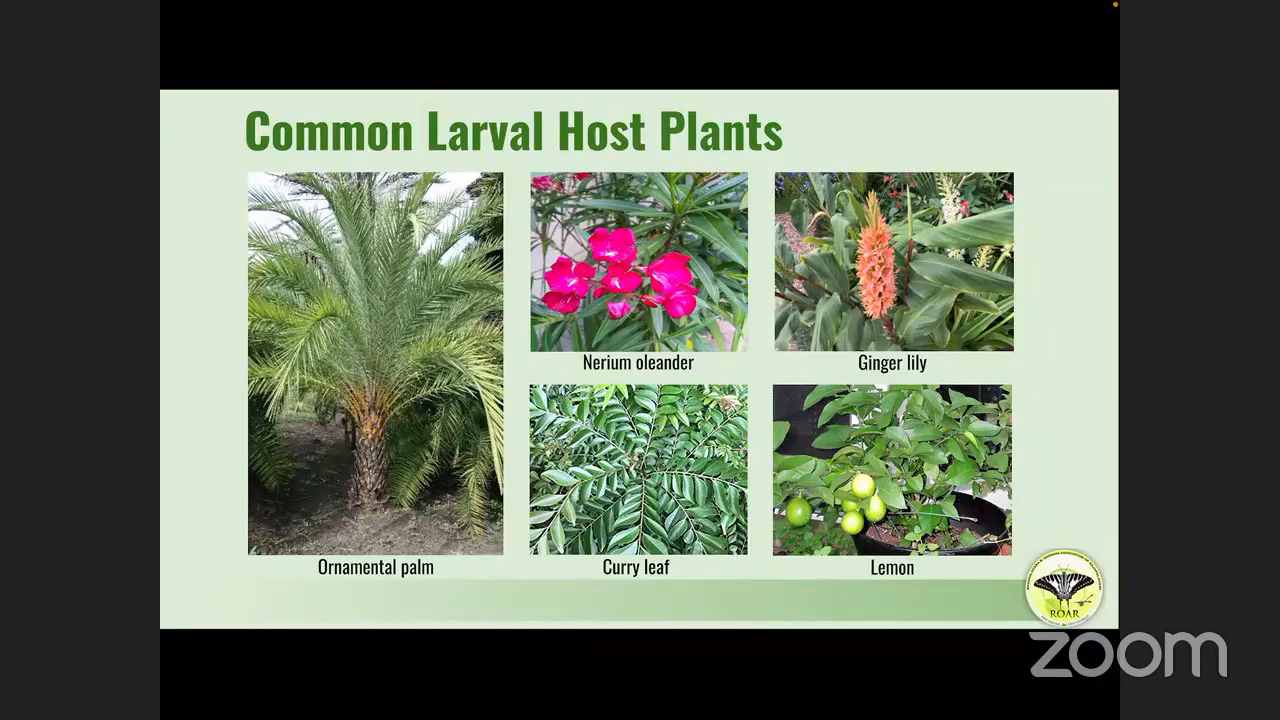 Common Larval Host Plants
Nerium oleander
Ginger lily
Ornamental palm
Curry leaf
Lemon
ROAR
zoom